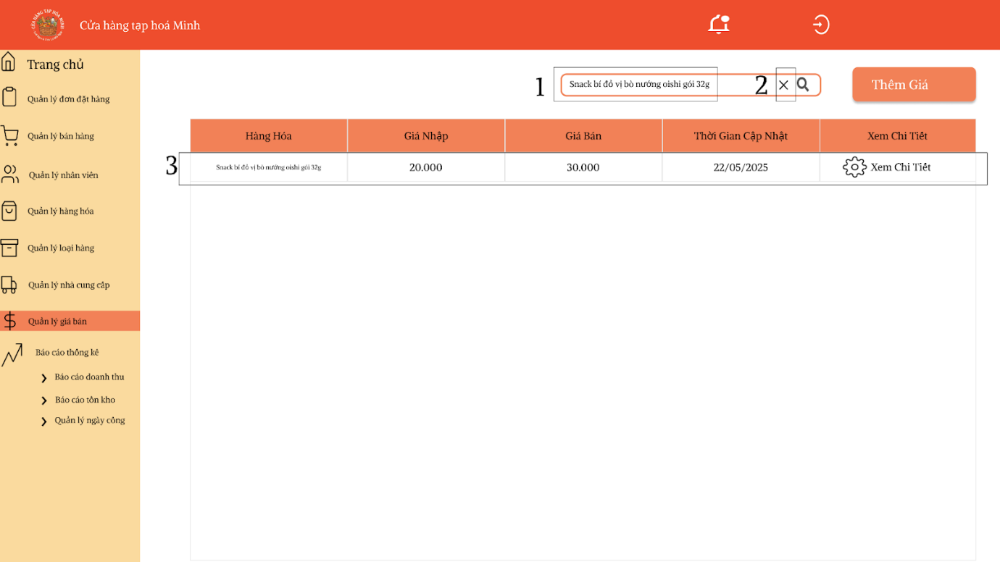 CỬA HÀNG TẠP HÓA MINH
Cửa hàng tạp hoá Minh
Trang chủ
Quản lý đơn đặt hàng
Quản lý bán hàng
Quản lý nhân viên
Quản lý hàng hóa
Quản lý loại hàng
Quản lý nhà cung cấp
Quản lý giá bán
Báo cáo thống kê
Báo cáo doanh thu
Báo cáo tồn kho
Quản lý ngày công
1 Snack bí đỏ vị bò nướng oishi gói 32g 2
Thêm Giá
Hàng Hóa Giá Nhập Giá Bán Thời Gian Cập Nhật Xem Chi Tiết
3 Snack bí đỏ vị bò nướng oishi gói 32g 20.000 30.000 22/05/2025 Xem Chi Tiết